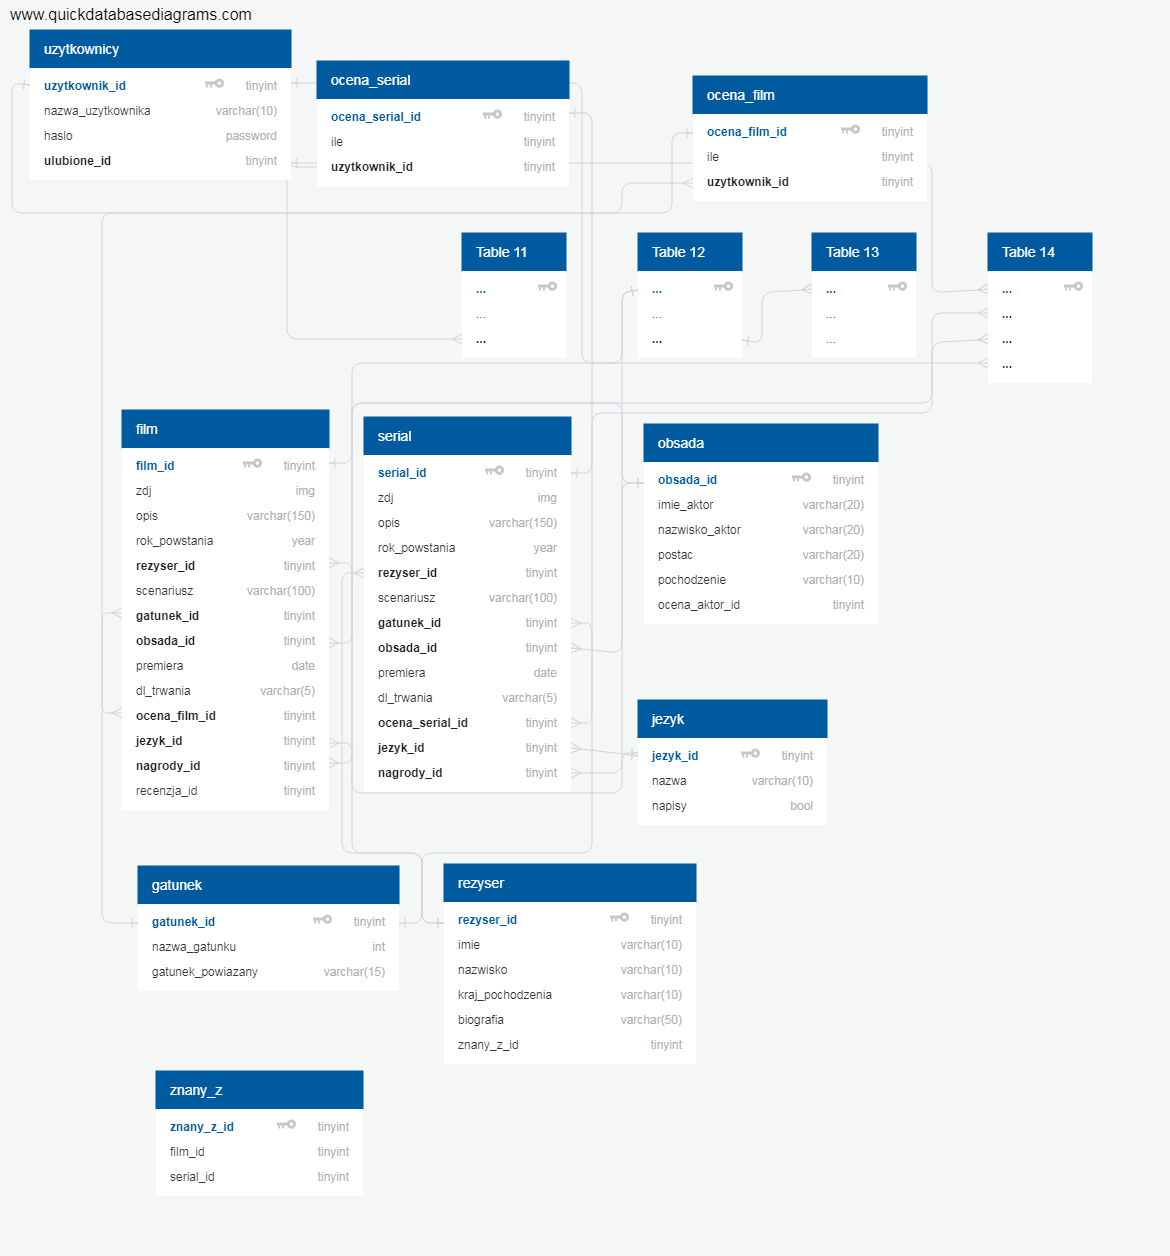 www.quickdatabasediagrams.com
uzytkownicy
uzytkownik_id tinyint
nazwa_uzytkownika varchar(10)
haslo password
ulubione_id tinyint
ocena_serial
ocena_serial_id tinyint
ile tinyint
uzytkownik_id tinyint
ocena_film
ocena_film_id tinyint
ile tinyint
uzytkownik_id tinyint
Table 11
...
...
...
Table 12
...
...
...
Table 13
...
...
...
Table 14
...
...
...
...
film
film_id tinyint
zdj img
opis varchar(150)
rok_powstania year
rezyser_id tinyint
scenariusz varchar(100)
gatunek_id tinyint
obsada_id tinyint
premiera date
dl_trwania varchar(5)
ocena_film_id tinyint
jezyk_id tinyint
nagrody_id tinyint
recenzja_id tinyint
serial
serial_id tinyint
zdj img
opis varchar(150)
rok_powstania year
rezyser_id tinyint
scenariusz varchar(100)
gatunek_id tinyint
obsada_id tinyint
premiera date
dl_trwania varchar(5)
ocena_serial_id tinyint
jezyk_id tinyint
nagrody_id tinyint
obsada
obsada_id tinyint
imie_aktor varchar(20)
nazwisko_aktor varchar(20)
postac varchar(20)
pochodzenie varchar(10)
ocena_aktor_id tinyint
jezyk
jezyk_id tinyint
nazwa varchar(10)
napisy bool
gatunek
gatunek_id tinyint
nazwa_gatunku int
gatunek_powiazany varchar(15)
rezyser
rezyser_id tinyint
imie varchar(10)
nazwisko varchar(10)
kraj_pochodzenia varchar(10)
biografia varchar(50)
znany_z_id tinyint
znany_z
znany_z_id tinyint
film_id tinyint
serial_id tinyint